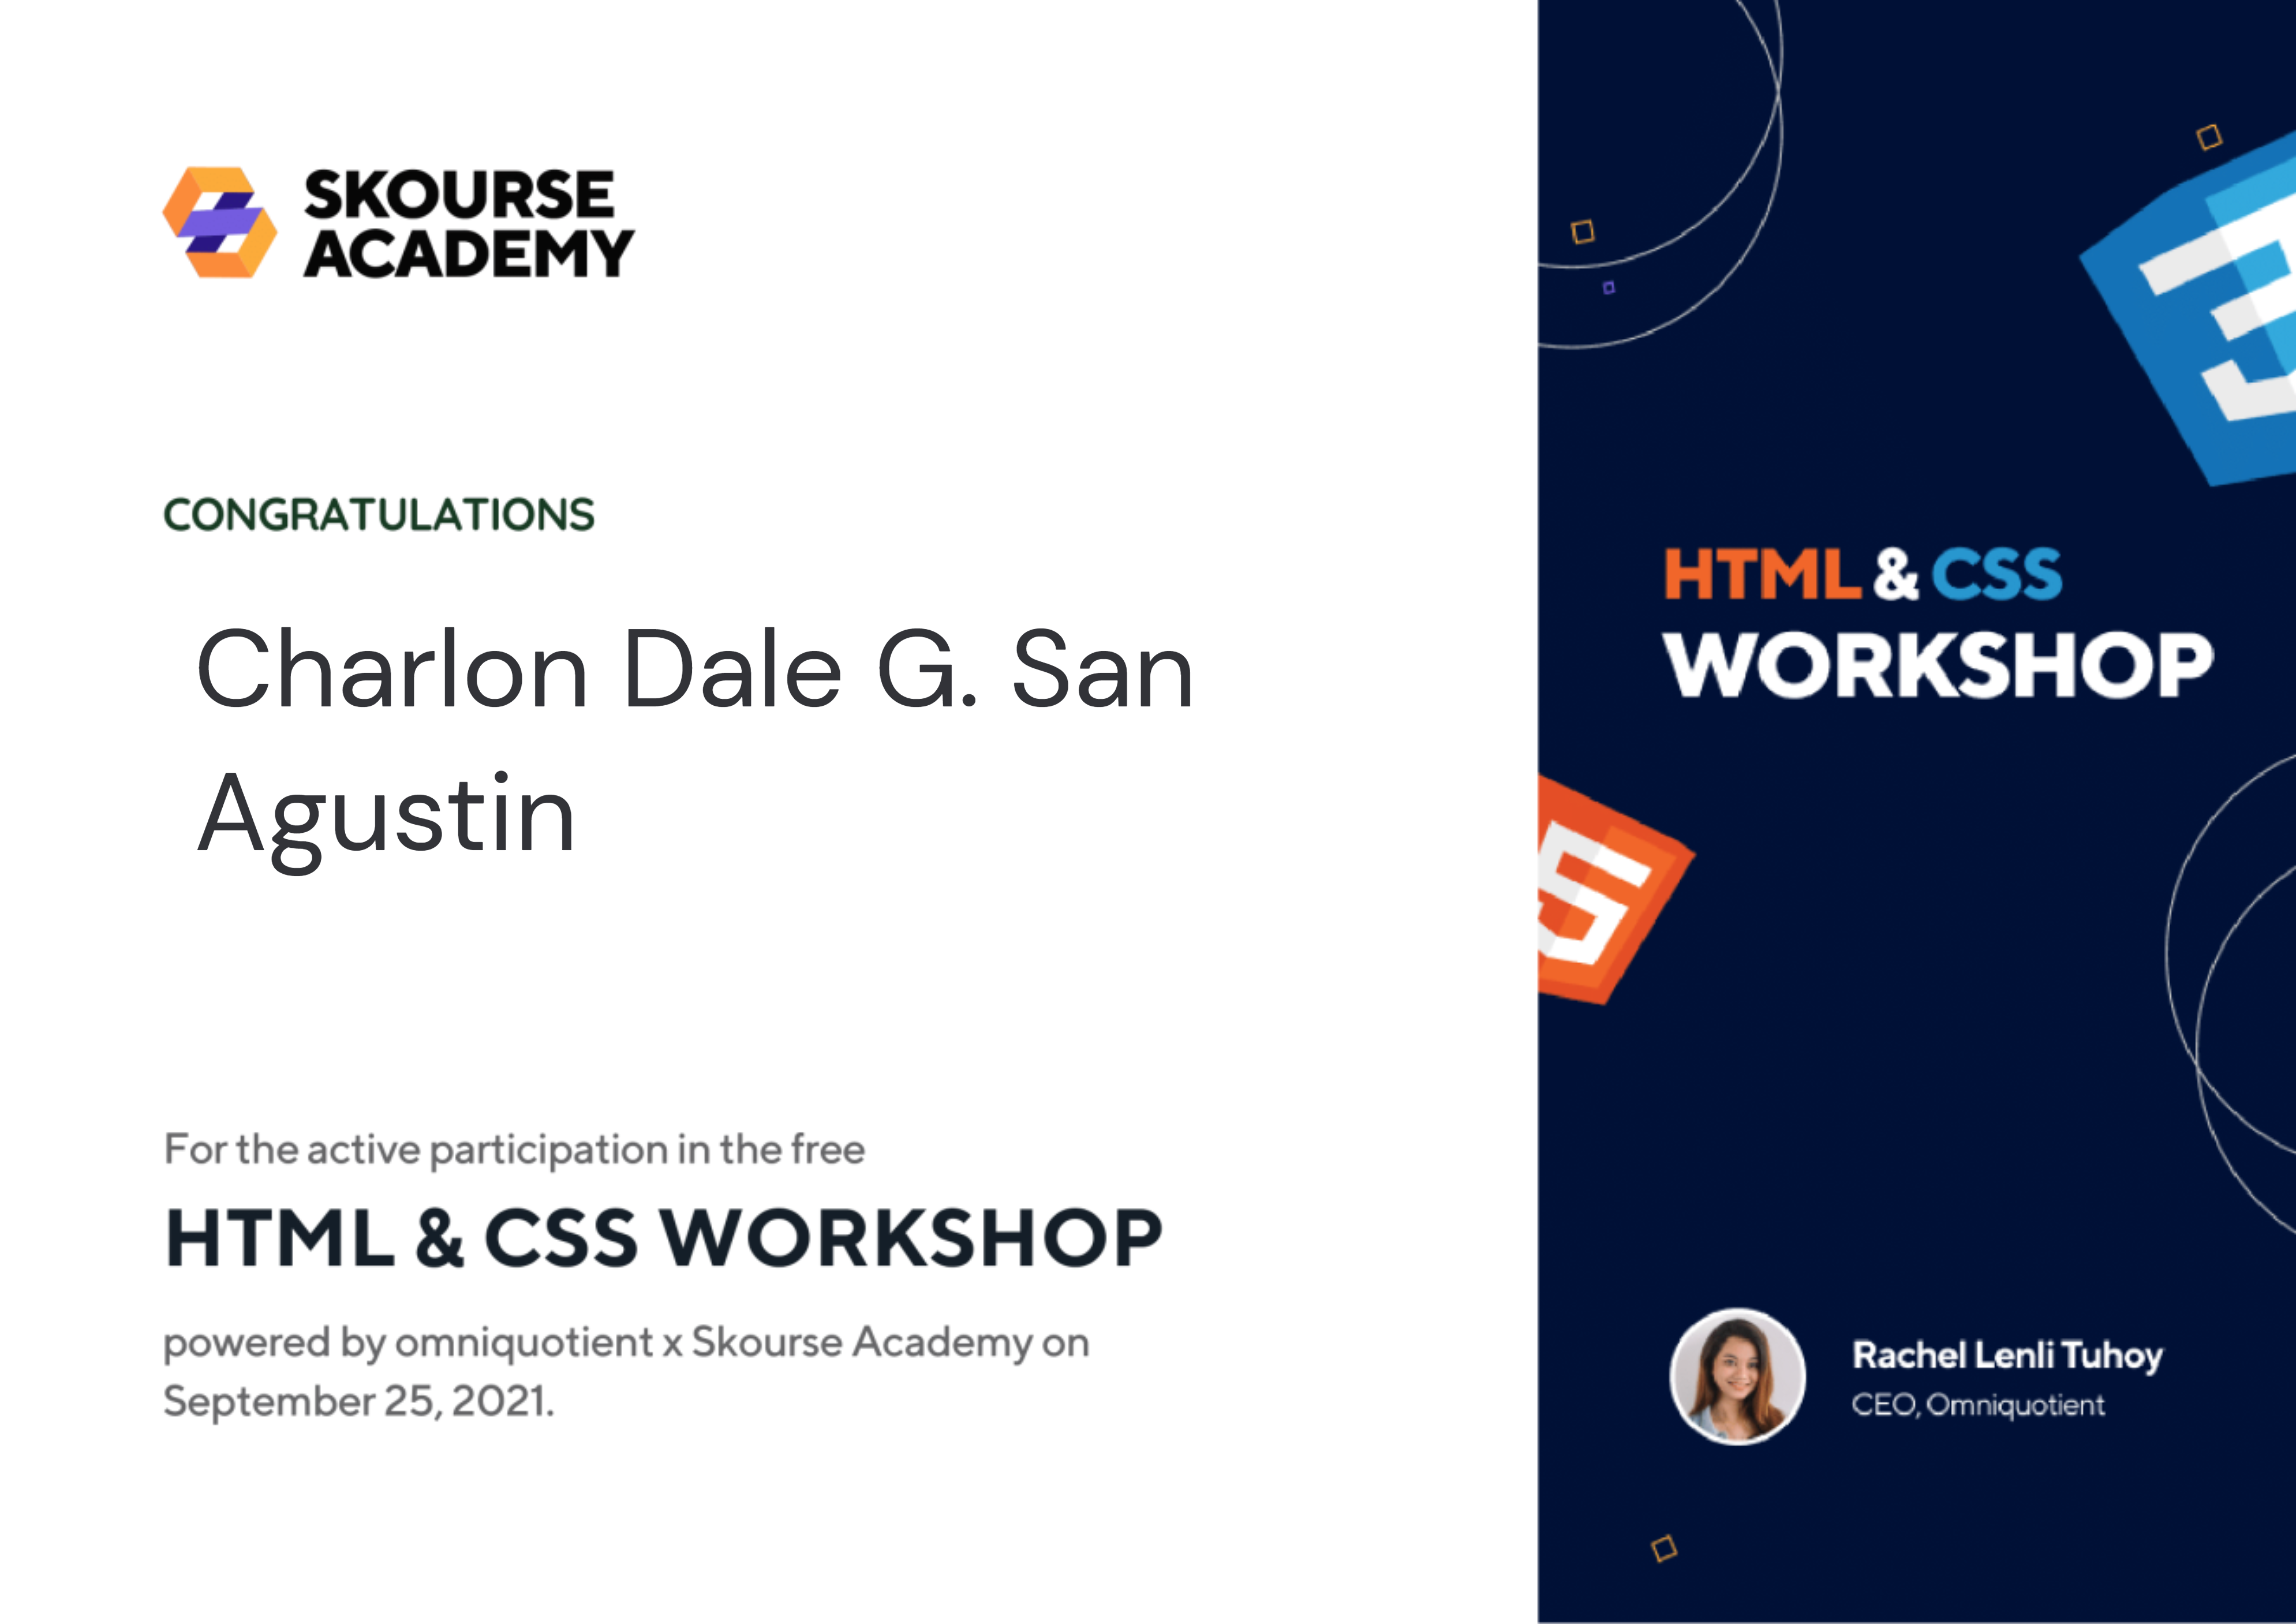 SKOURSE
ACADEMY
CONGRATULATIONS
Charlon Dale G. San
Agustin
For the active participation in the free
HTML & CSS WORKSHOP
powered by omniquotient x Skourse Academy on
September 25, 2021.
HTML & CSS
WORKSHOP
5
Rachel Lenli Tuhoy
CEO, Omniquotient